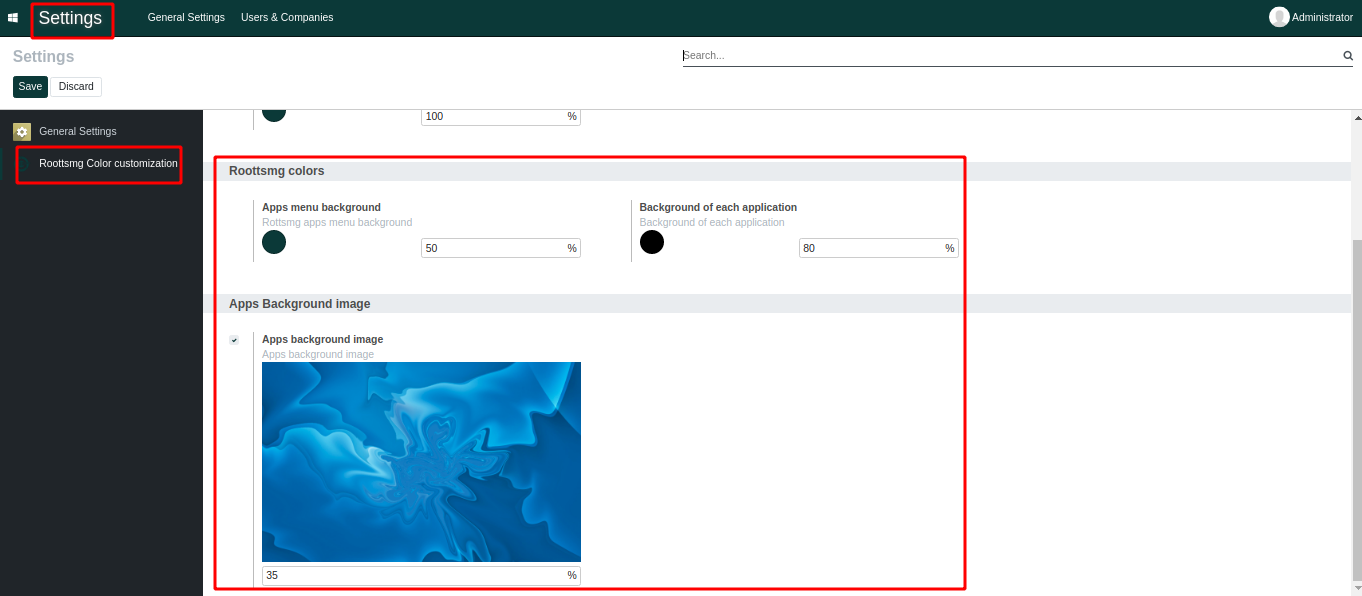 Settings General Settings Users & Companies Administrator
Settings
Search...
Save Discard
General Settings
Roottsmg Color customization
100 %
Roottsmg colors
Apps menu background
Rottsmg apps menu background
50 %
Background of each application
Background of each application
80 %
Apps Background image
Apps background image
Apps background image
35 %